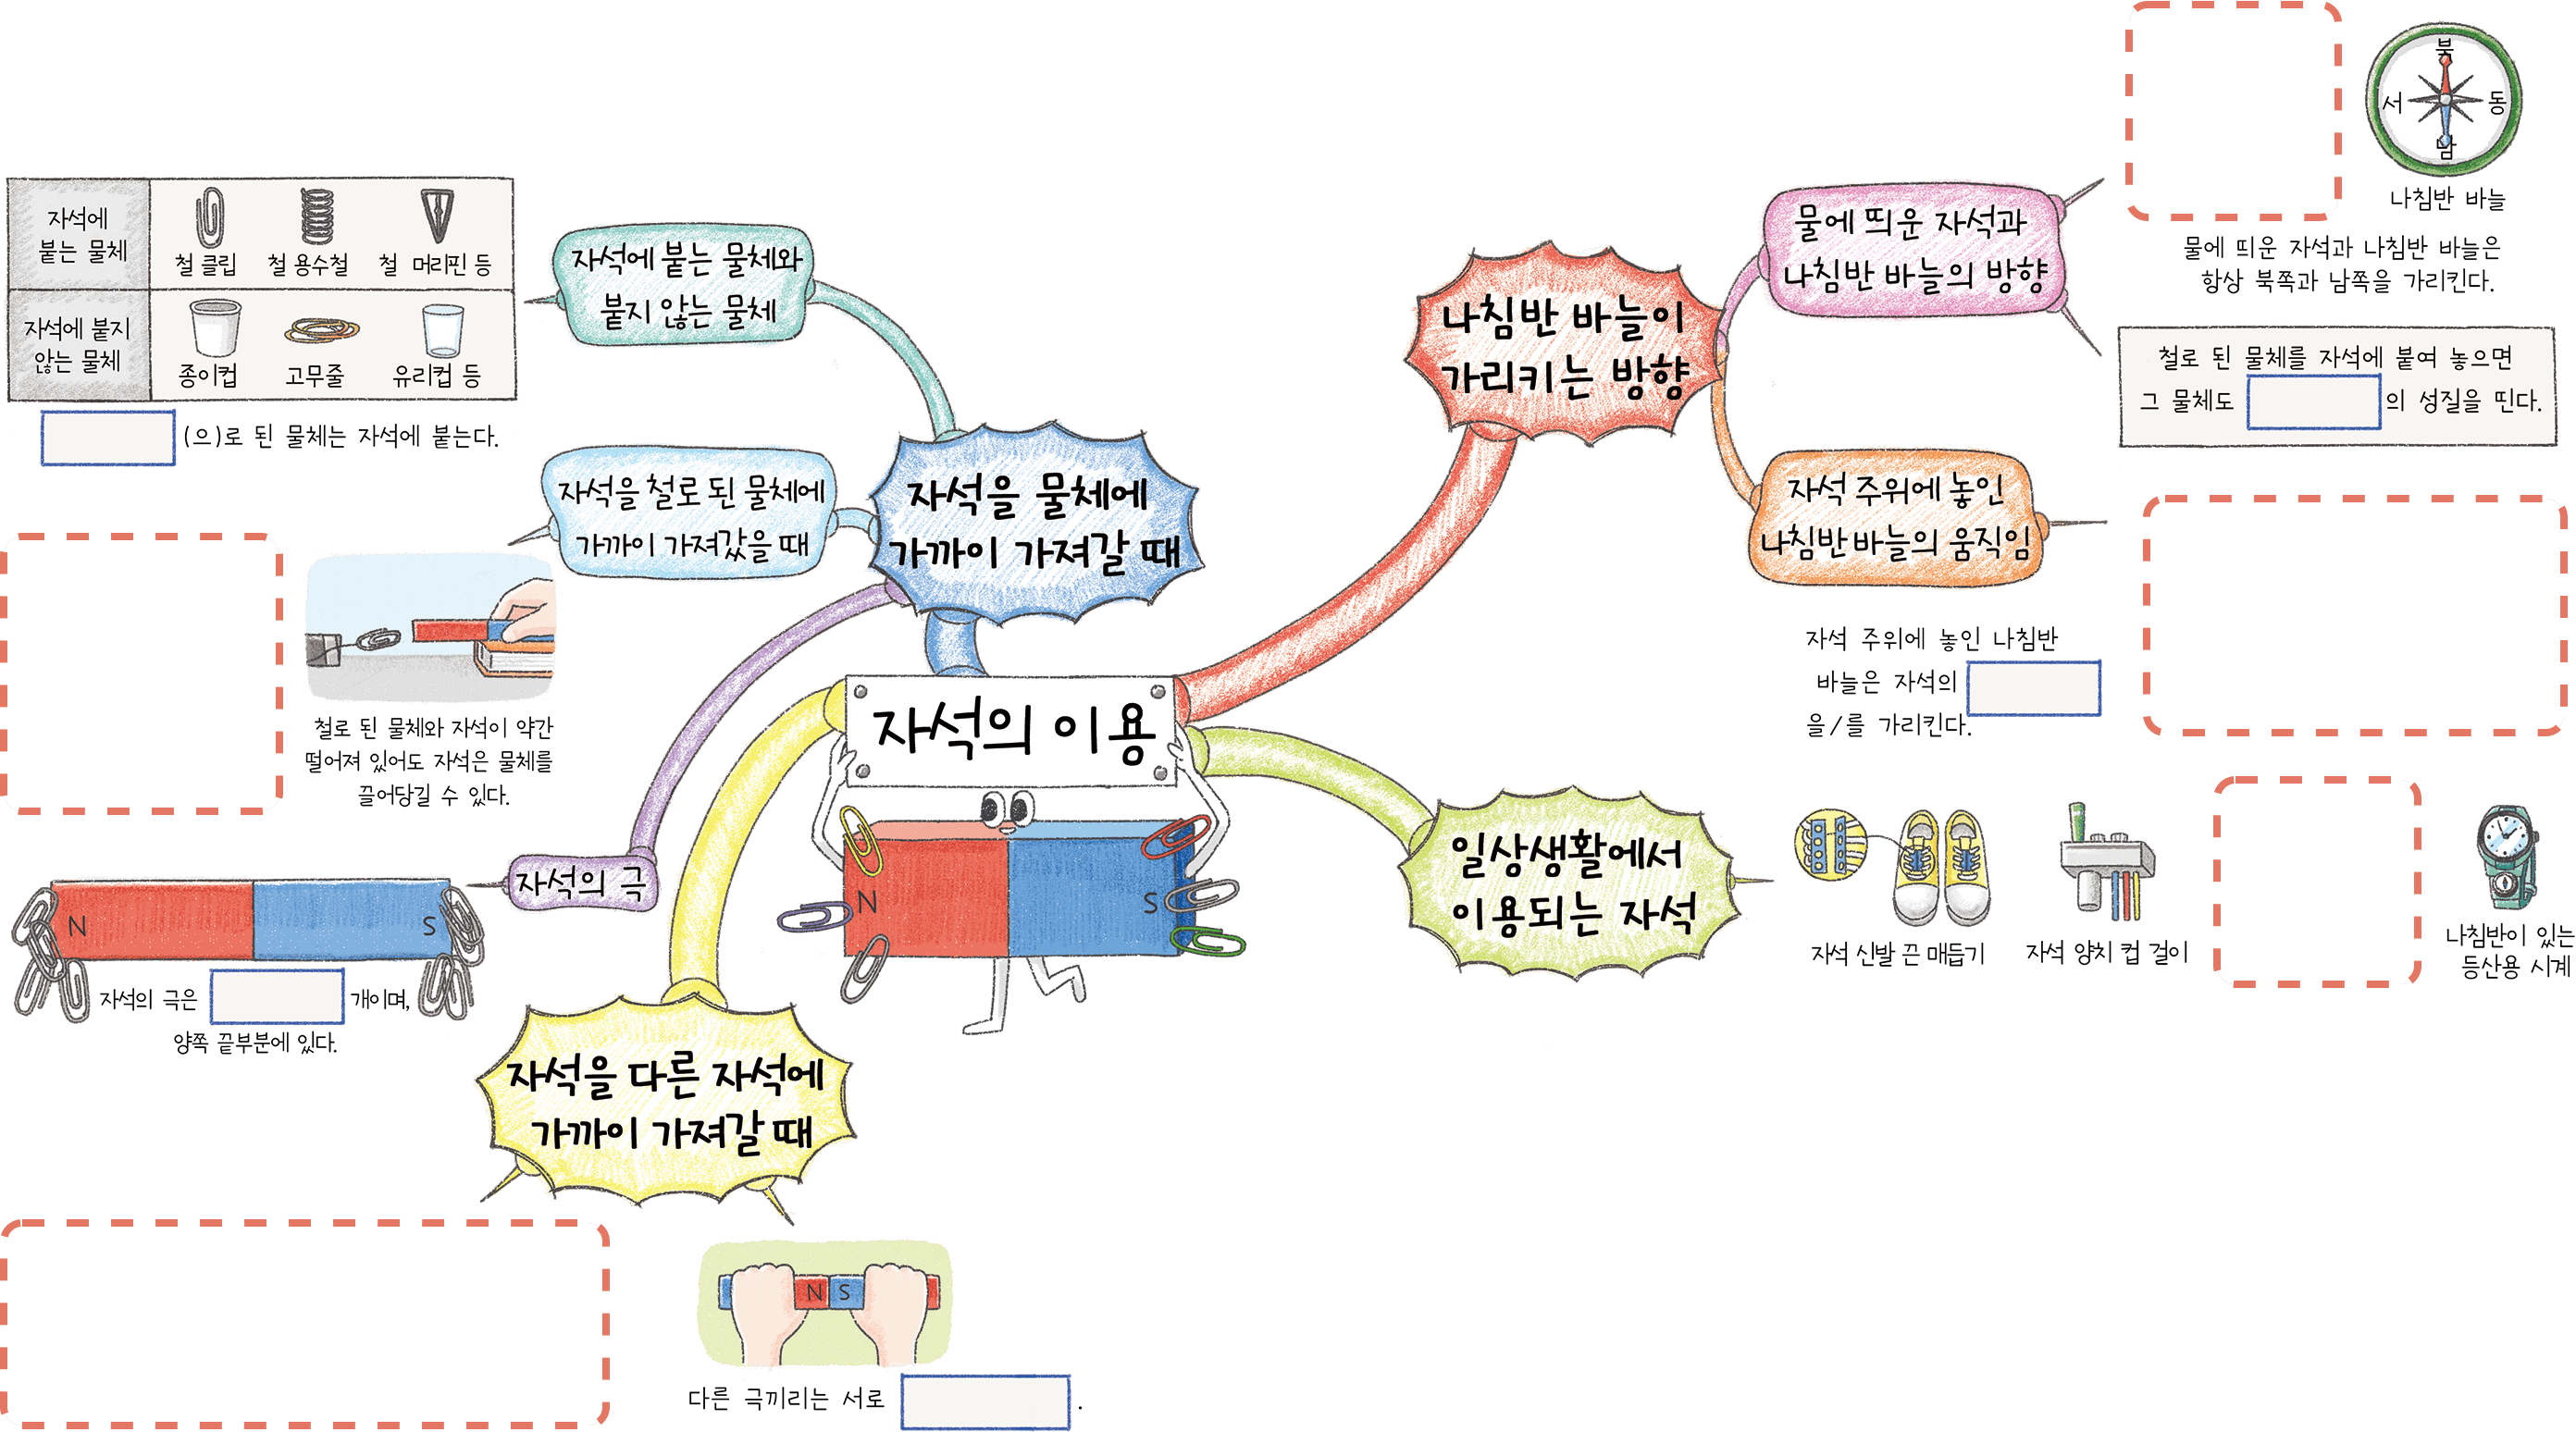 자석의 이용
N
S
자석을 물체에
가까이 가져갈 때
자석에 붙는 물체와
붙지 않는 물체
자석에
붙는 물체
철 클립
철 용수철
철 머리핀 등
자석에 붙지
않는 물체
종이컵
고무줄
유리컵 등
(으)로 된 물체는 자석에 붙는다.
자석을 철로 된 물체에
가까이 가져갔을 때
철로 된 물체와 자석이 약간
떨어져 있어도 자석은 물체를
끌어당길 수 있다.
자석의 극
N
S
자석의 극은 개이며,
양쪽 끝부분에 있다.
자석을 다른 자석에
가까이 가져갈 때
N S
다른 극끼리는 서로 .
나침반 바늘이
가리키는 방향
물에 띄운 자석과
나침반 바늘의 방향
북
서
동
남
나침반 바늘
물에 띄운 자석과 나침반 바늘은
항상 북쪽과 남쪽을 가리킨다.
철로 된 물체를 자석에 붙여 놓으면
그 물체도 의 성질을 띤다.
자석 주위에 놓인
나침반 바늘의 움직임
자석 주위에 놓인 나침반
바늘은 자석의
을/를 가리킨다.
일상생활에서
이용되는 자석
자석 신발 끈 매듭기
자석 양치 컵 걸이
나침반이 있는
등산용 시계